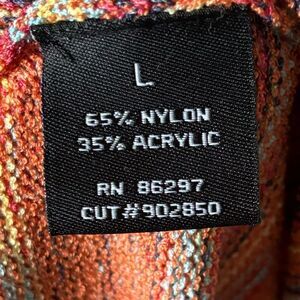 L
65% NYLON
35% ACRYLIC
RN 86297
CUT#902850